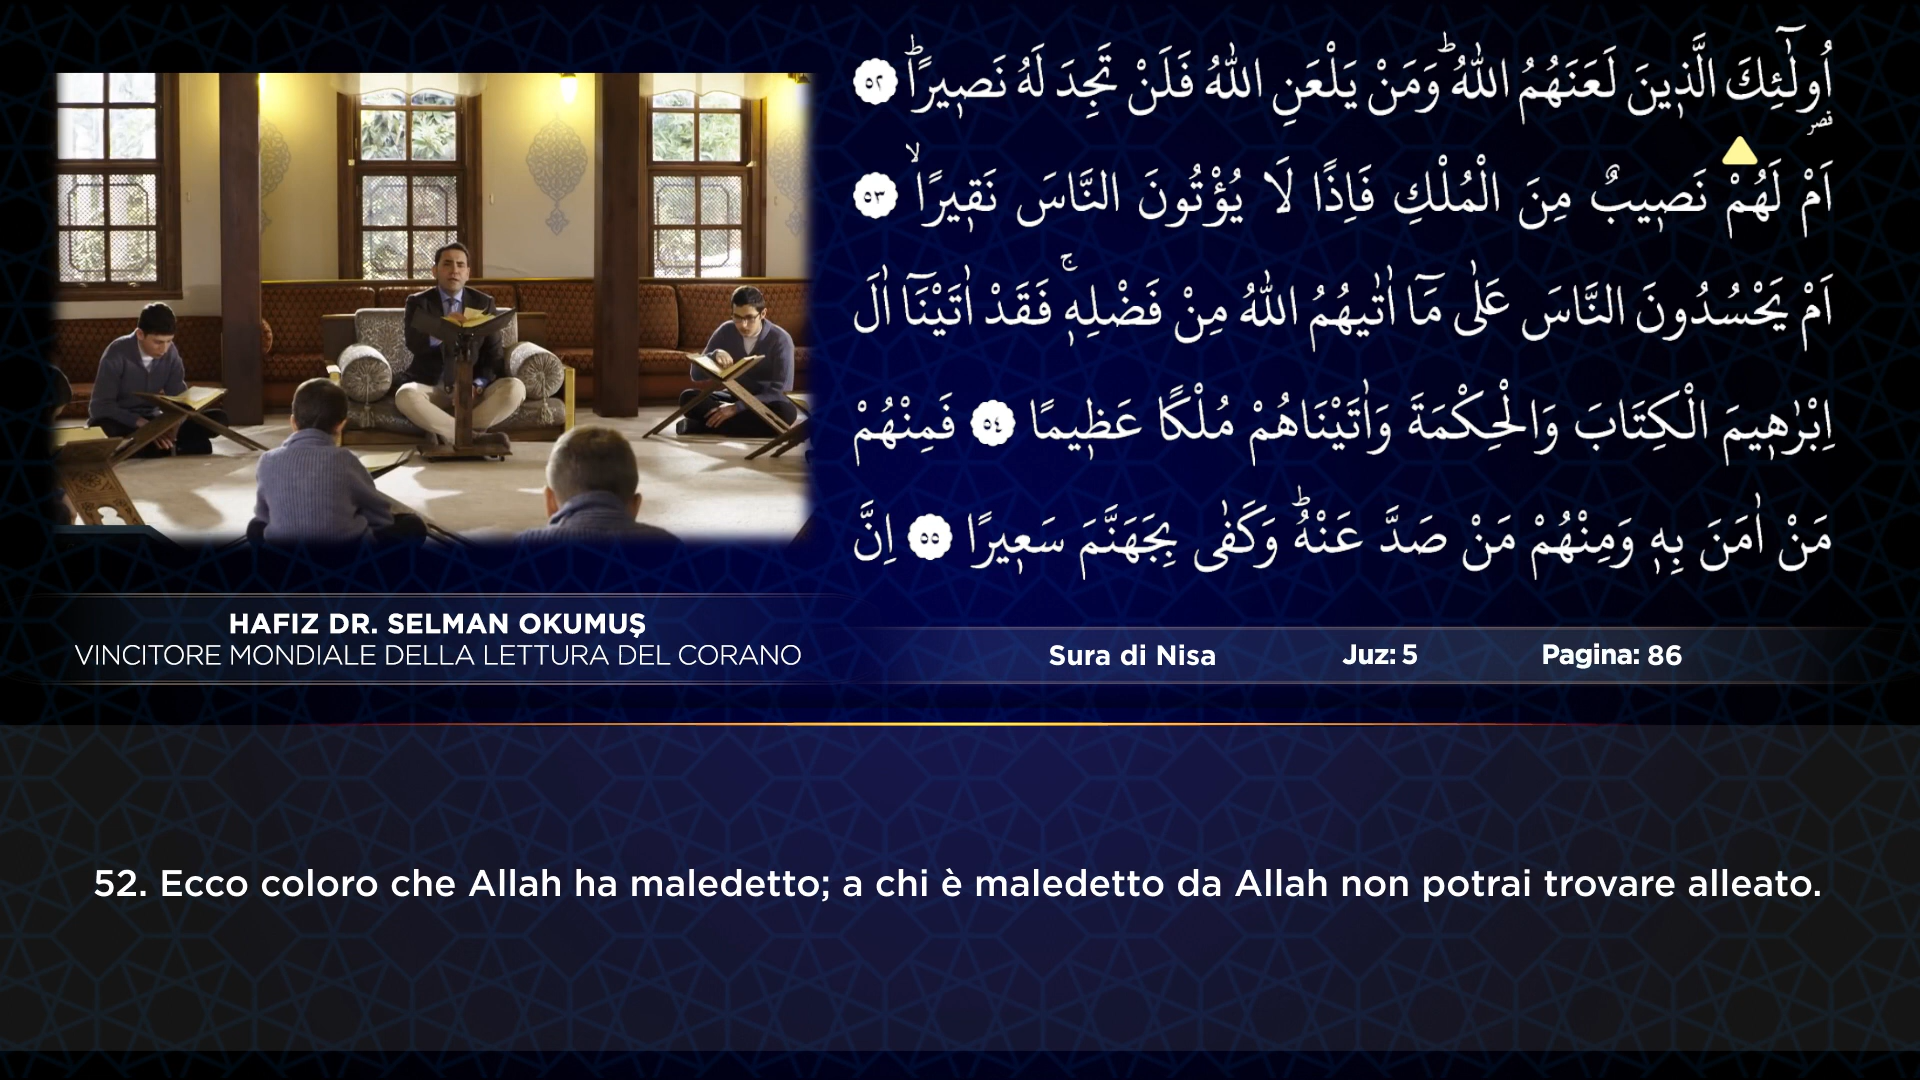 اُولٰٓئِكَ الَّذ۪ينَ لَعَنَهُمُ اللّٰهُۜ وَمَنْ يَلْعَنِ اللّٰهُ فَلَنْ تَجِدَ لَهُ نَص۪يرًاۜ ﴿٥٢﴾
قصر
اَمْ لَهُمْ نَص۪يبٌ مِنَ الْمُلْكِ فَاِذًا لَا يُؤْتُونَ النَّاسَ نَق۪يرًاۙ ﴿٥٣﴾
اَمْ يَحْسُدُونَ النَّاسَ عَلٰى مَٓا اٰتٰيهُمُ اللّٰهُ مِنْ فَضْلِه۪ۚ فَقَدْ اٰتَيْنَٓا اٰلَ
اِبْرٰه۪يمَ الْكِتَابَ وَالْحِكْمَةَ وَاٰتَيْنَاهُمْ مُلْكًا عَظ۪يمًا ﴿٥٤﴾ فَمِنْهُمْ
مَنْ اٰمَنَ بِه۪ وَمِنْهُمْ مَنْ صَدَّ عَنْهُۜ وَكَفٰى بِجَهَنَّمَ سَع۪يرًا ﴿٥٥﴾ اِنَّ
HAFIZ DR. SELMAN OKUMUŞ
VINCITORE MONDIALE DELLA LETTURA DEL CORANO
Sura di Nisa Juz: 5 Pagina: 86
52. Ecco coloro che Allah ha maledetto; a chi è maledetto da Allah non potrai trovare alleato.